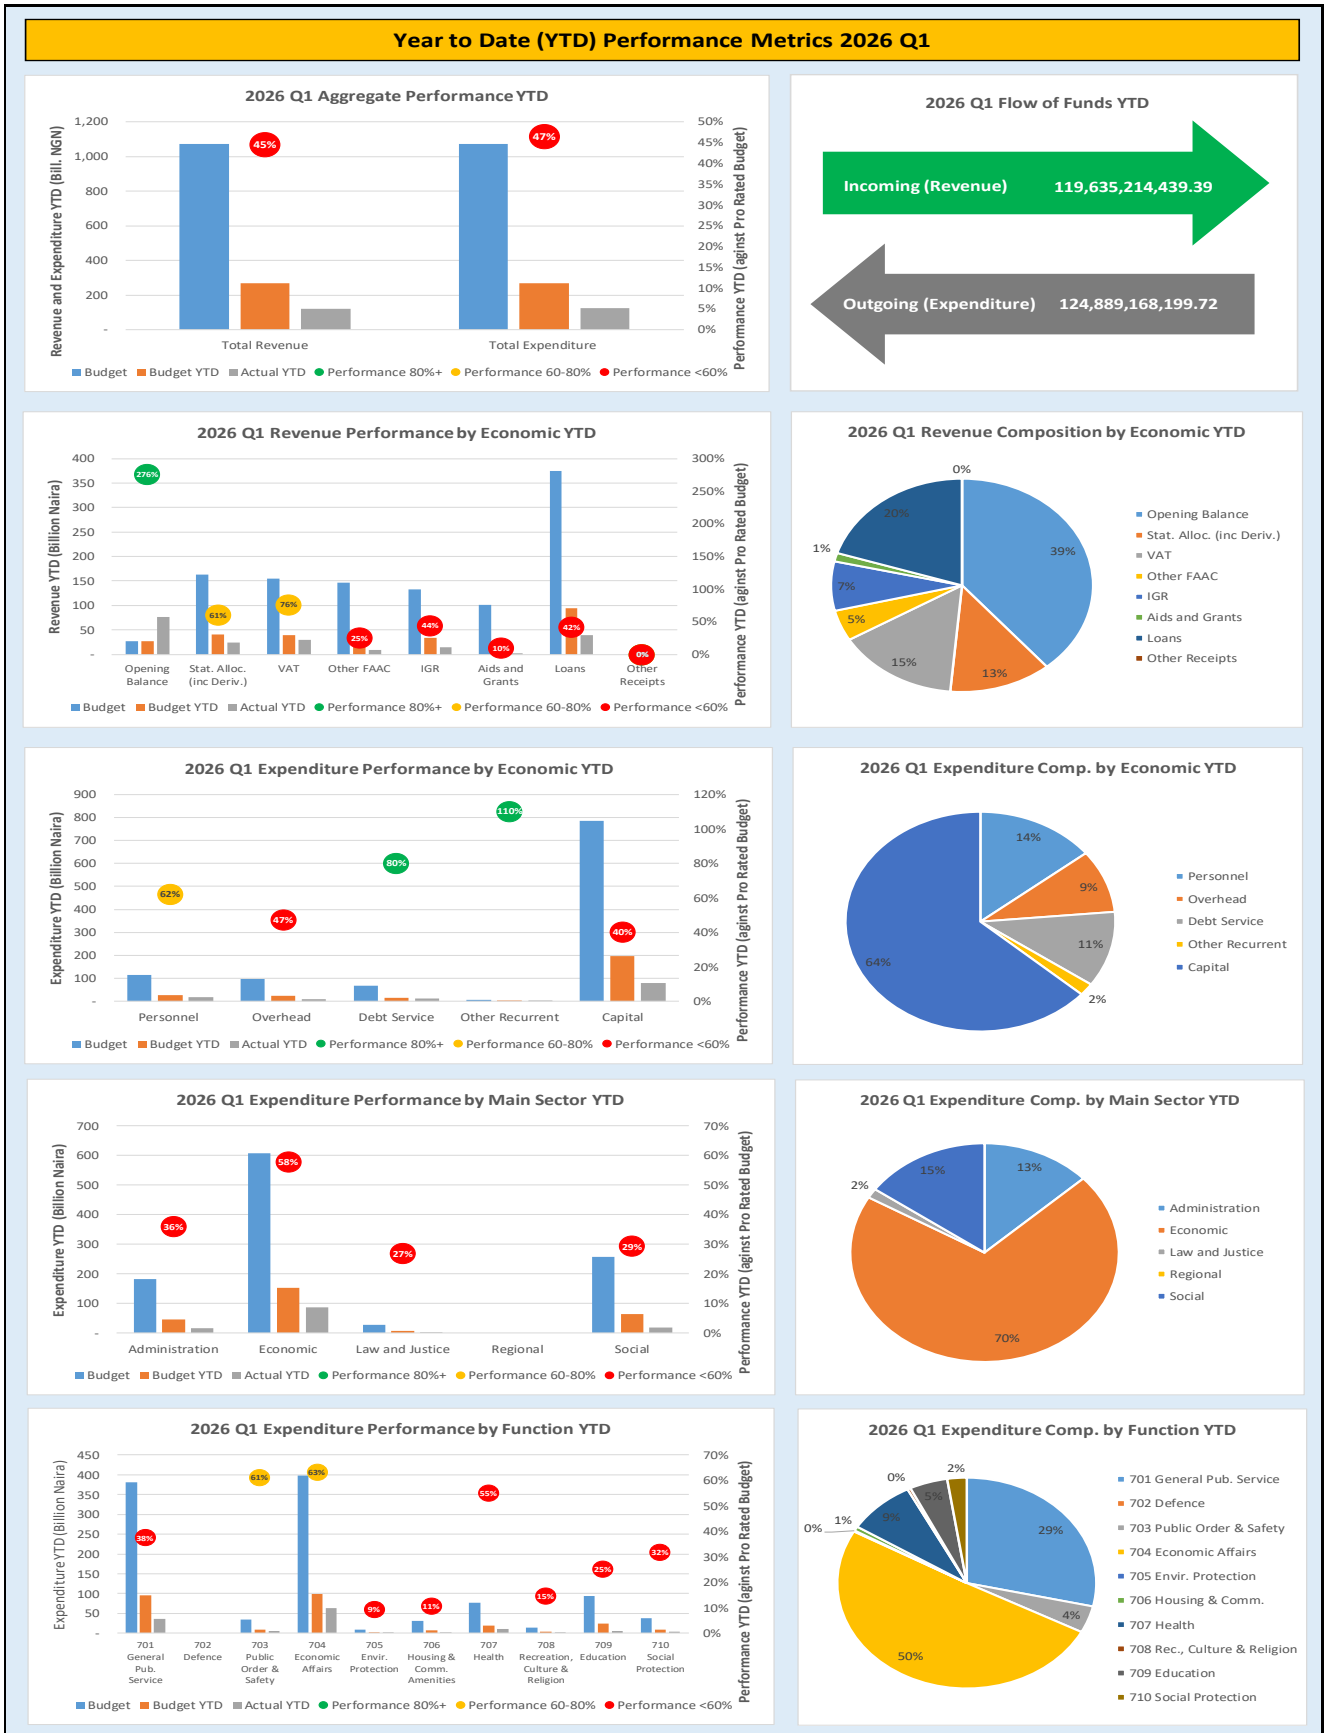 Year to Date (YTD) Performance Metrics 2026 Q1
2026 Q1 Aggregate Performance YTD
Revenue and Expenditure YTD (Bill. NGN)
1,200
1,000
800
600
400
200
-
50%
45%
40%
35%
30%
25%
20%
15%
10%
5%
0%
Performance YTD (aginst Pro Rated Budget)
45%
47%
Total Revenue
Total Expenditure
Budget
Budget YTD
Actual YTD
Performance 80%+
Performance 60-80%
Performance <60%
2026 Q1 Flow of Funds YTD
Incoming (Revenue) 119,635,214,439.39
Outgoing (Expenditure) 124,889,168,199.72
2026 Q1 Revenue Performance by Economic YTD
Revenue YTD (Billion Naira)
400
350
300
250
200
150
100
50
-
300%
250%
200%
150%
100%
50%
0%
Performance YTD (aginst Pro Rated Budget)
276%
61%
76%
25%
44%
10%
42%
0%
Opening
Balance
Stat. Alloc.
(inc Deriv.)
VAT
Other FAAC
IGR
Aids and
Grants
Loans
Other
Receipts
Budget
Budget YTD
Actual YTD
Performance 80%+
Performance 60-80%
Performance <60%
2026 Q1 Revenue Composition by Economic YTD
0%
39%
13%
15%
5%
7%
1%
20%
Opening Balance
Stat. Alloc. (inc Deriv.)
VAT
Other FAAC
IGR
Aids and Grants
Loans
Other Receipts
2026 Q1 Expenditure Performance by Economic YTD
Expenditure YTD (Billion Naira)
900
800
700
600
500
400
300
200
100
-
120%
100%
80%
60%
40%
20%
0%
Performance YTD (aginst Pro Rated Budget)
62%
47%
80%
110%
40%
Personnel
Overhead
Debt Service
Other Recurrent
Capital
Budget
Budget YTD
Actual YTD
Performance 80%+
Performance 60-80%
Performance <60%
2026 Q1 Expenditure Comp. by Economic YTD
14%
9%
11%
2%
64%
Personnel
Overhead
Debt Service
Other Recurrent
Capital
2026 Q1 Expenditure Performance by Main Sector YTD
Expenditure YTD (Billion Naira)
700
600
500
400
300
200
100
-
70%
60%
50%
40%
30%
20%
10%
0%
Performance YTD (aginst Pro Rated Budget)
36%
58%
27%
29%
Administration
Economic
Law and Justice
Regional
Social
Budget
Budget YTD
Actual YTD
Performance 80%+
Performance 60-80%
Performance <60%
2026 Q1 Expenditure Comp. by Main Sector YTD
13%
70%
2%
15%
Administration
Economic
Law and Justice
Regional
Social
2026 Q1 Expenditure Performance by Function YTD
Expenditure YTD (Billion Naira)
450
400
350
300
250
200
150
100
50
-
70%
60%
50%
40%
30%
20%
10%
0%
Performance YTD (aginst Pro Rated Budget)
38%
61%
63%
9%
11%
55%
15%
25%
32%
701
General
Pub.
Service
702
Defence
703
Public
Order &
Safety
704
Economic
Affairs
705
Envir.
Protection
706
Housing &
Comm.
Amenities
707
Health
708
Recreation,
Culture &
Religion
709
Education
710
Social
Protection
Budget
Budget YTD
Actual YTD
Performance 80%+
Performance 60-80%
Performance <60%
2026 Q1 Expenditure Comp. by Function YTD
29%
4%
50%
0%
1%
9%
0%
5%
2%
701 General Pub. Service
702 Defence
703 Public Order & Safety
704 Economic Affairs
705 Envir. Protection
706 Housing & Comm.
707 Health
708 Rec., Culture & Religion
709 Education
710 Social Protection